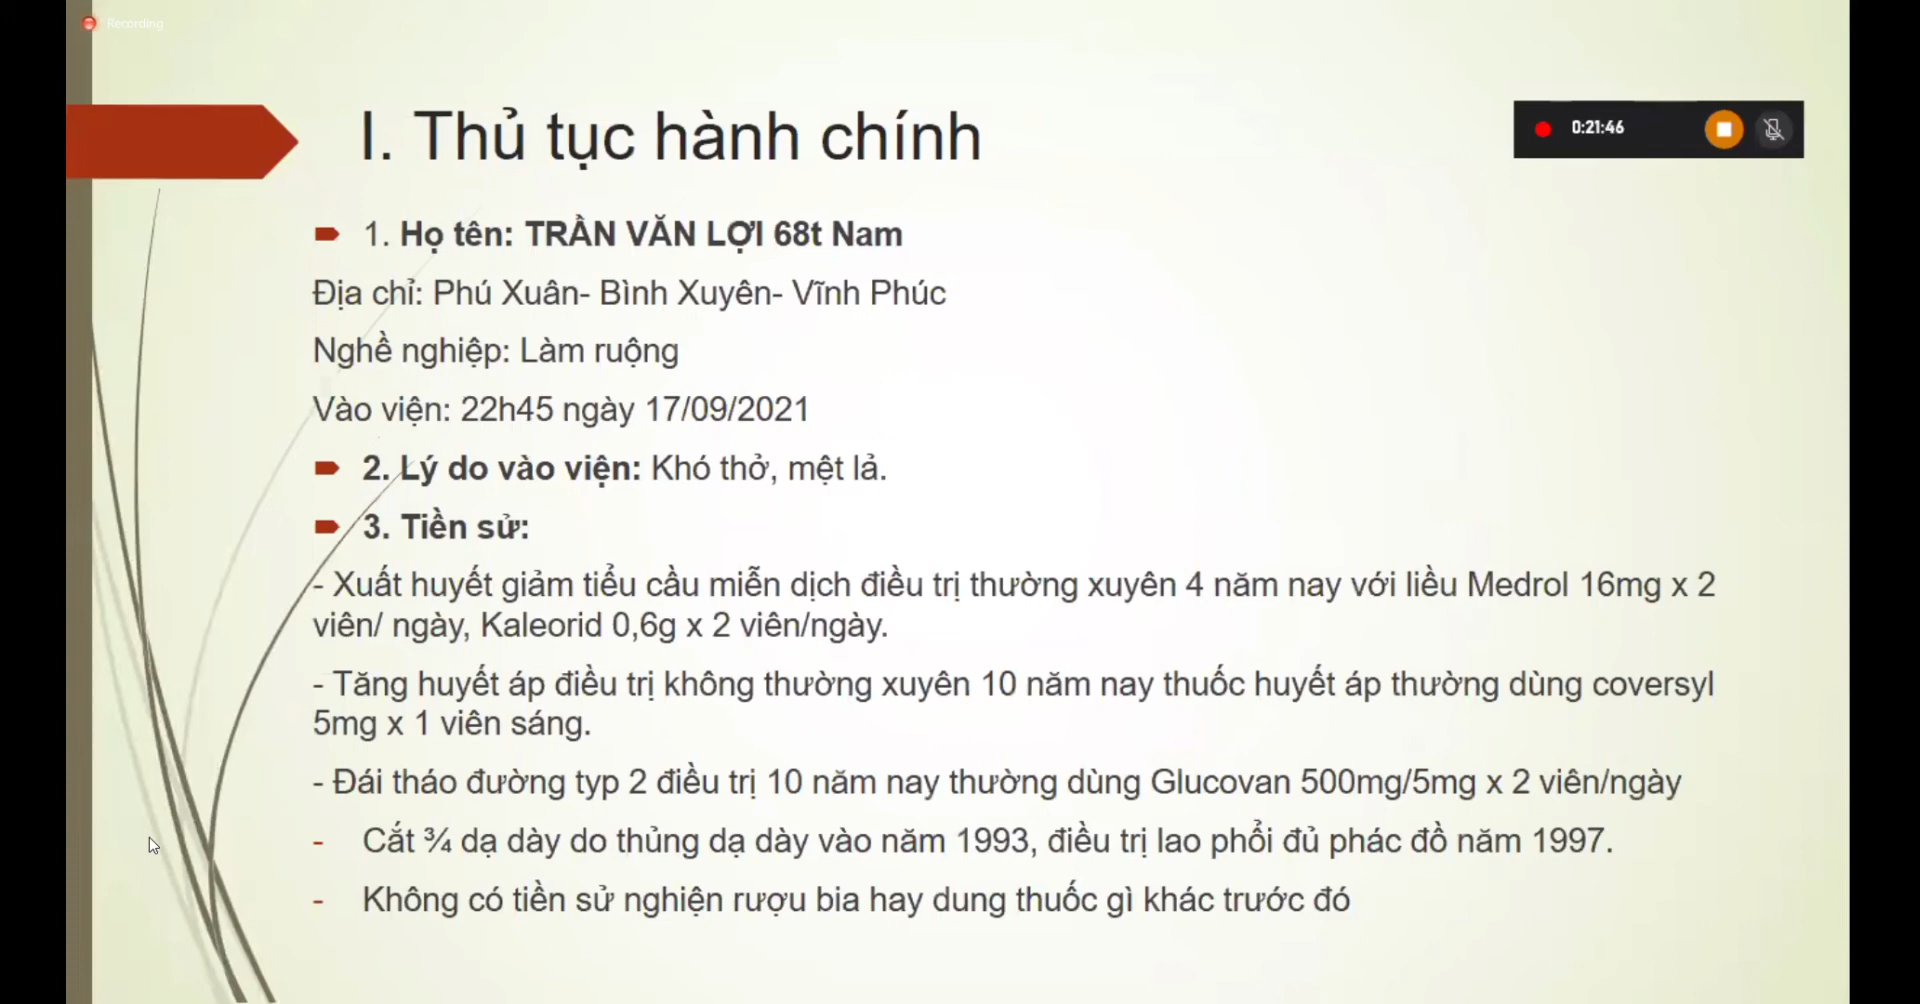 Recording
I. Thủ tục hành chính
0:21:46
1. Họ tên: TRẦN VĂN LỢI 68t Nam
Địa chỉ: Phú Xuân- Bình Xuyên- Vĩnh Phúc
Nghề nghiệp: Làm ruộng
Vào viện: 22h45 ngày 17/09/2021
2. Lý do vào viện: Khó thở, mệt lả.
3. Tiền sử:
- Xuất huyết giảm tiểu cầu miễn dịch điều trị thường xuyên 4 năm nay với liều Medrol 16mg x 2
viên/ ngày, Kaleorid 0,6g x 2 viên/ngày.
- Tăng huyết áp điều trị không thường xuyên 10 năm nay thuốc huyết áp thường dùng coversyl
5mg x 1 viên sáng.
- Đái tháo đường typ 2 điều trị 10 năm nay thường dùng Glucovan 500mg/5mg x 2 viên/ngày
- Cắt ¾ dạ dày do thủng dạ dày vào năm 1993, điều trị lao phổi đủ phác đồ năm 1997.
- Không có tiền sử nghiện rượu bia hay dung thuốc gì khác trước đó